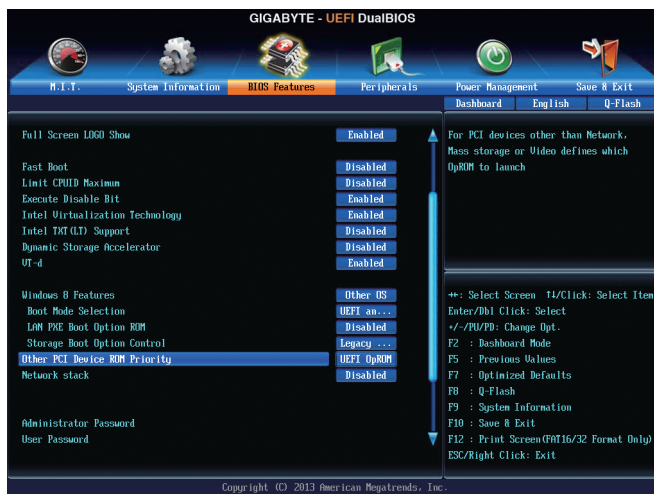 GIGABYTE - UEFI DualBIOS
M.I.T. System Information BIOS Features Peripherals Power Management Save & Exit
Dashboard English Q-Flash
Full Screen LOGO Show Enabled
Fast Boot Disabled
Limit CPUID Maximum Disabled
Execute Disable Bit Enabled
Intel Virtualization Technology Enabled
Intel TXT(LT) Support Disabled
Dynamic Storage Accelerator Disabled
VT-d Enabled
Windows 8 Features Other OS
Boot Mode Selection UEFI an...
LAN PXE Boot Option ROM Disabled
Storage Boot Option Control Legacy ...
Other PCI Device ROM Priority UEFI OpROM
Network stack Disabled
Administrator Password
User Password
For PCI devices other than Network,
Mass storage or Video defines which
OpROM to launch
→←: Select Screen ↑↓/Click: Select Item
Enter/Dbl Click: Select
+/-/PU/PD: Change Opt.
F2 : Dashboard Mode
F5 : Previous Values
F7 : Optimized Defaults
F8 : Q-Flash
F9 : System Information
F10 : Save & Exit
F12 : Print Screen(FAT16/32 Format Only)
ESC/Right Click: Exit
Copyright (C) 2013 American Megatrends, Inc.